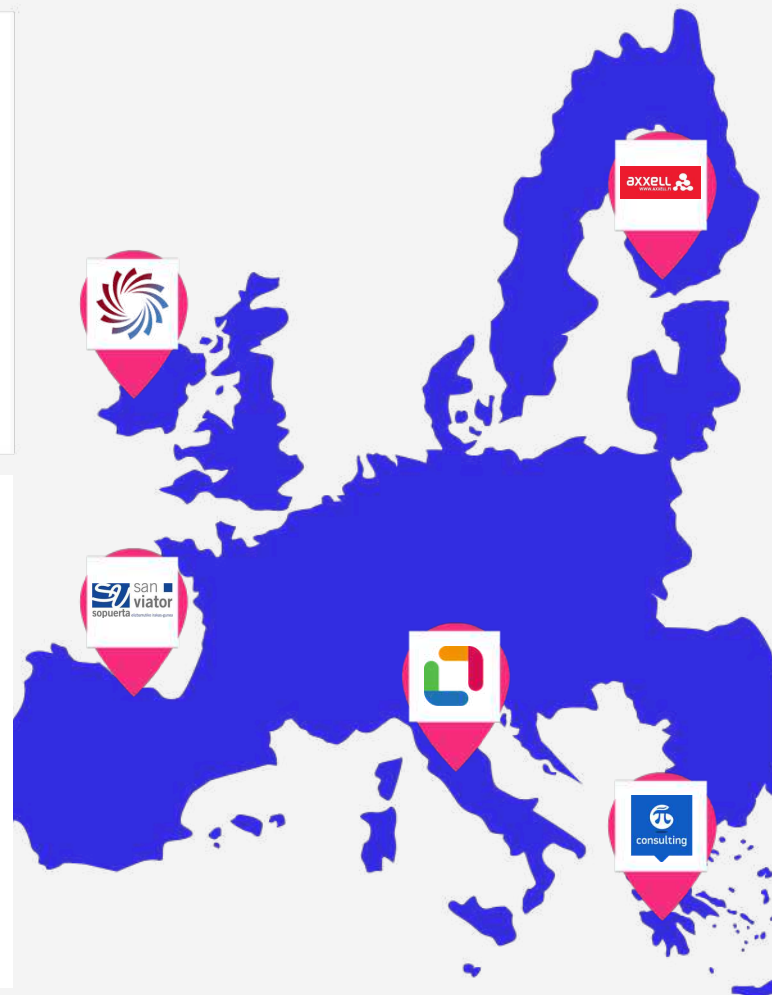 axxell
WWW.AXXELL.FI
san
viator
sopuerta
π
consulting